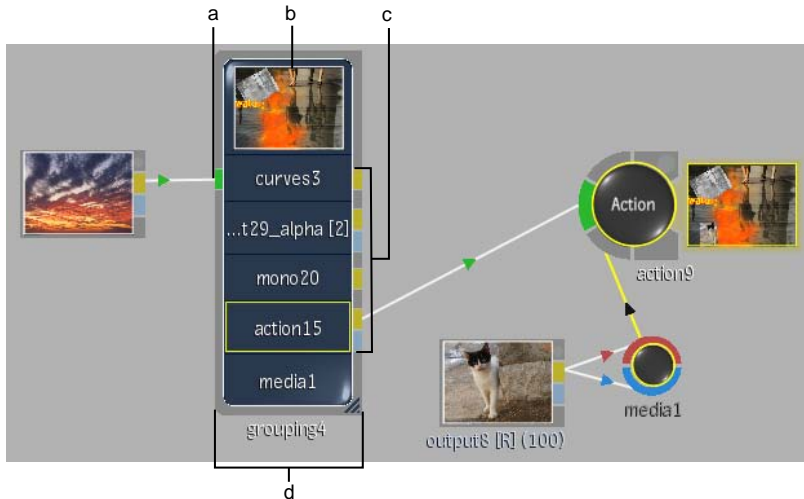 a
b
c
curves3
...t29_alpha [2]
mono20
action15
media1
grouping4
d
Action
action9
media1
output8 [R] (100)